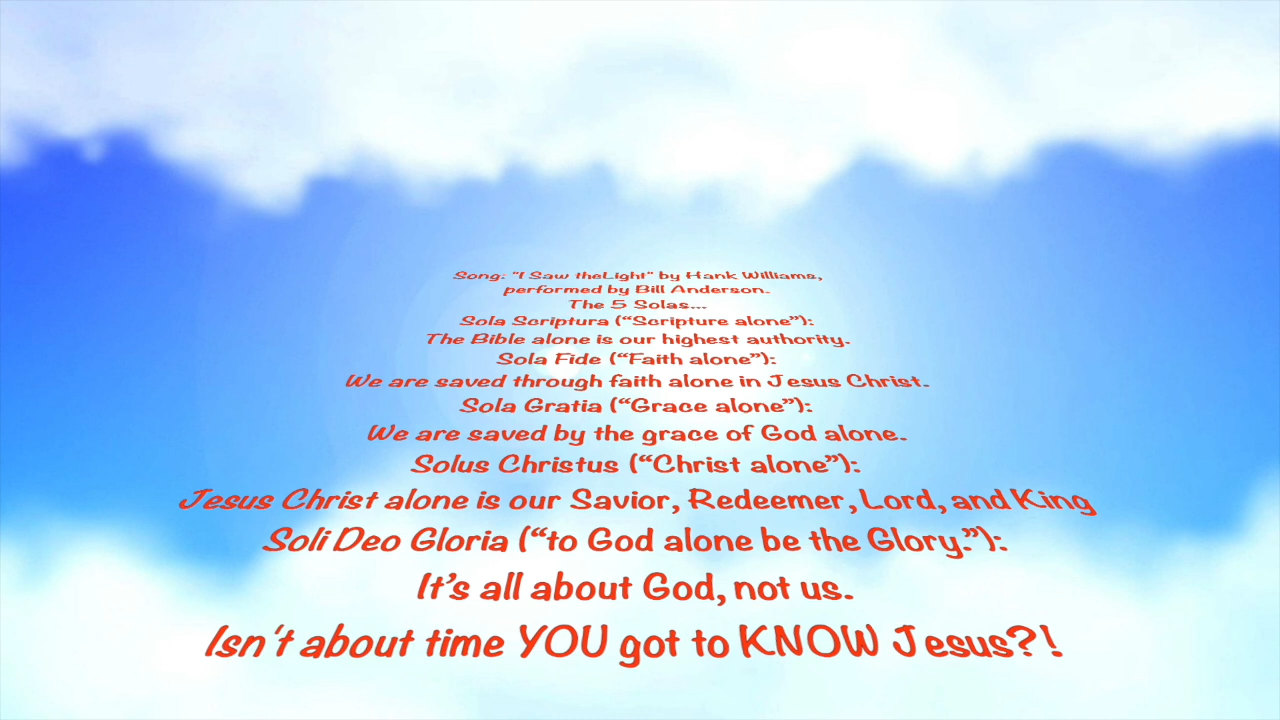 Song: "I Saw theLight" by Hank Williams,
performed by Bill Anderson.
The 5 Solas...
Sola Scriptura (“Scripture alone”):
The Bible alone is our highest authority.
Sola Fide (“Faith alone”):
We are saved through faith alone in Jesus Christ.
Sola Gratia (“Grace alone”):
We are saved by the grace of God alone.
Solus Christus (“Christ alone”):
Jesus Christ alone is our Savior, Redeemer, Lord, and King
Soli Deo Gloria (“to God alone be the Glory.”):
It’s all about God, not us.
Isn't about time YOU got to KNOW Jesus?!